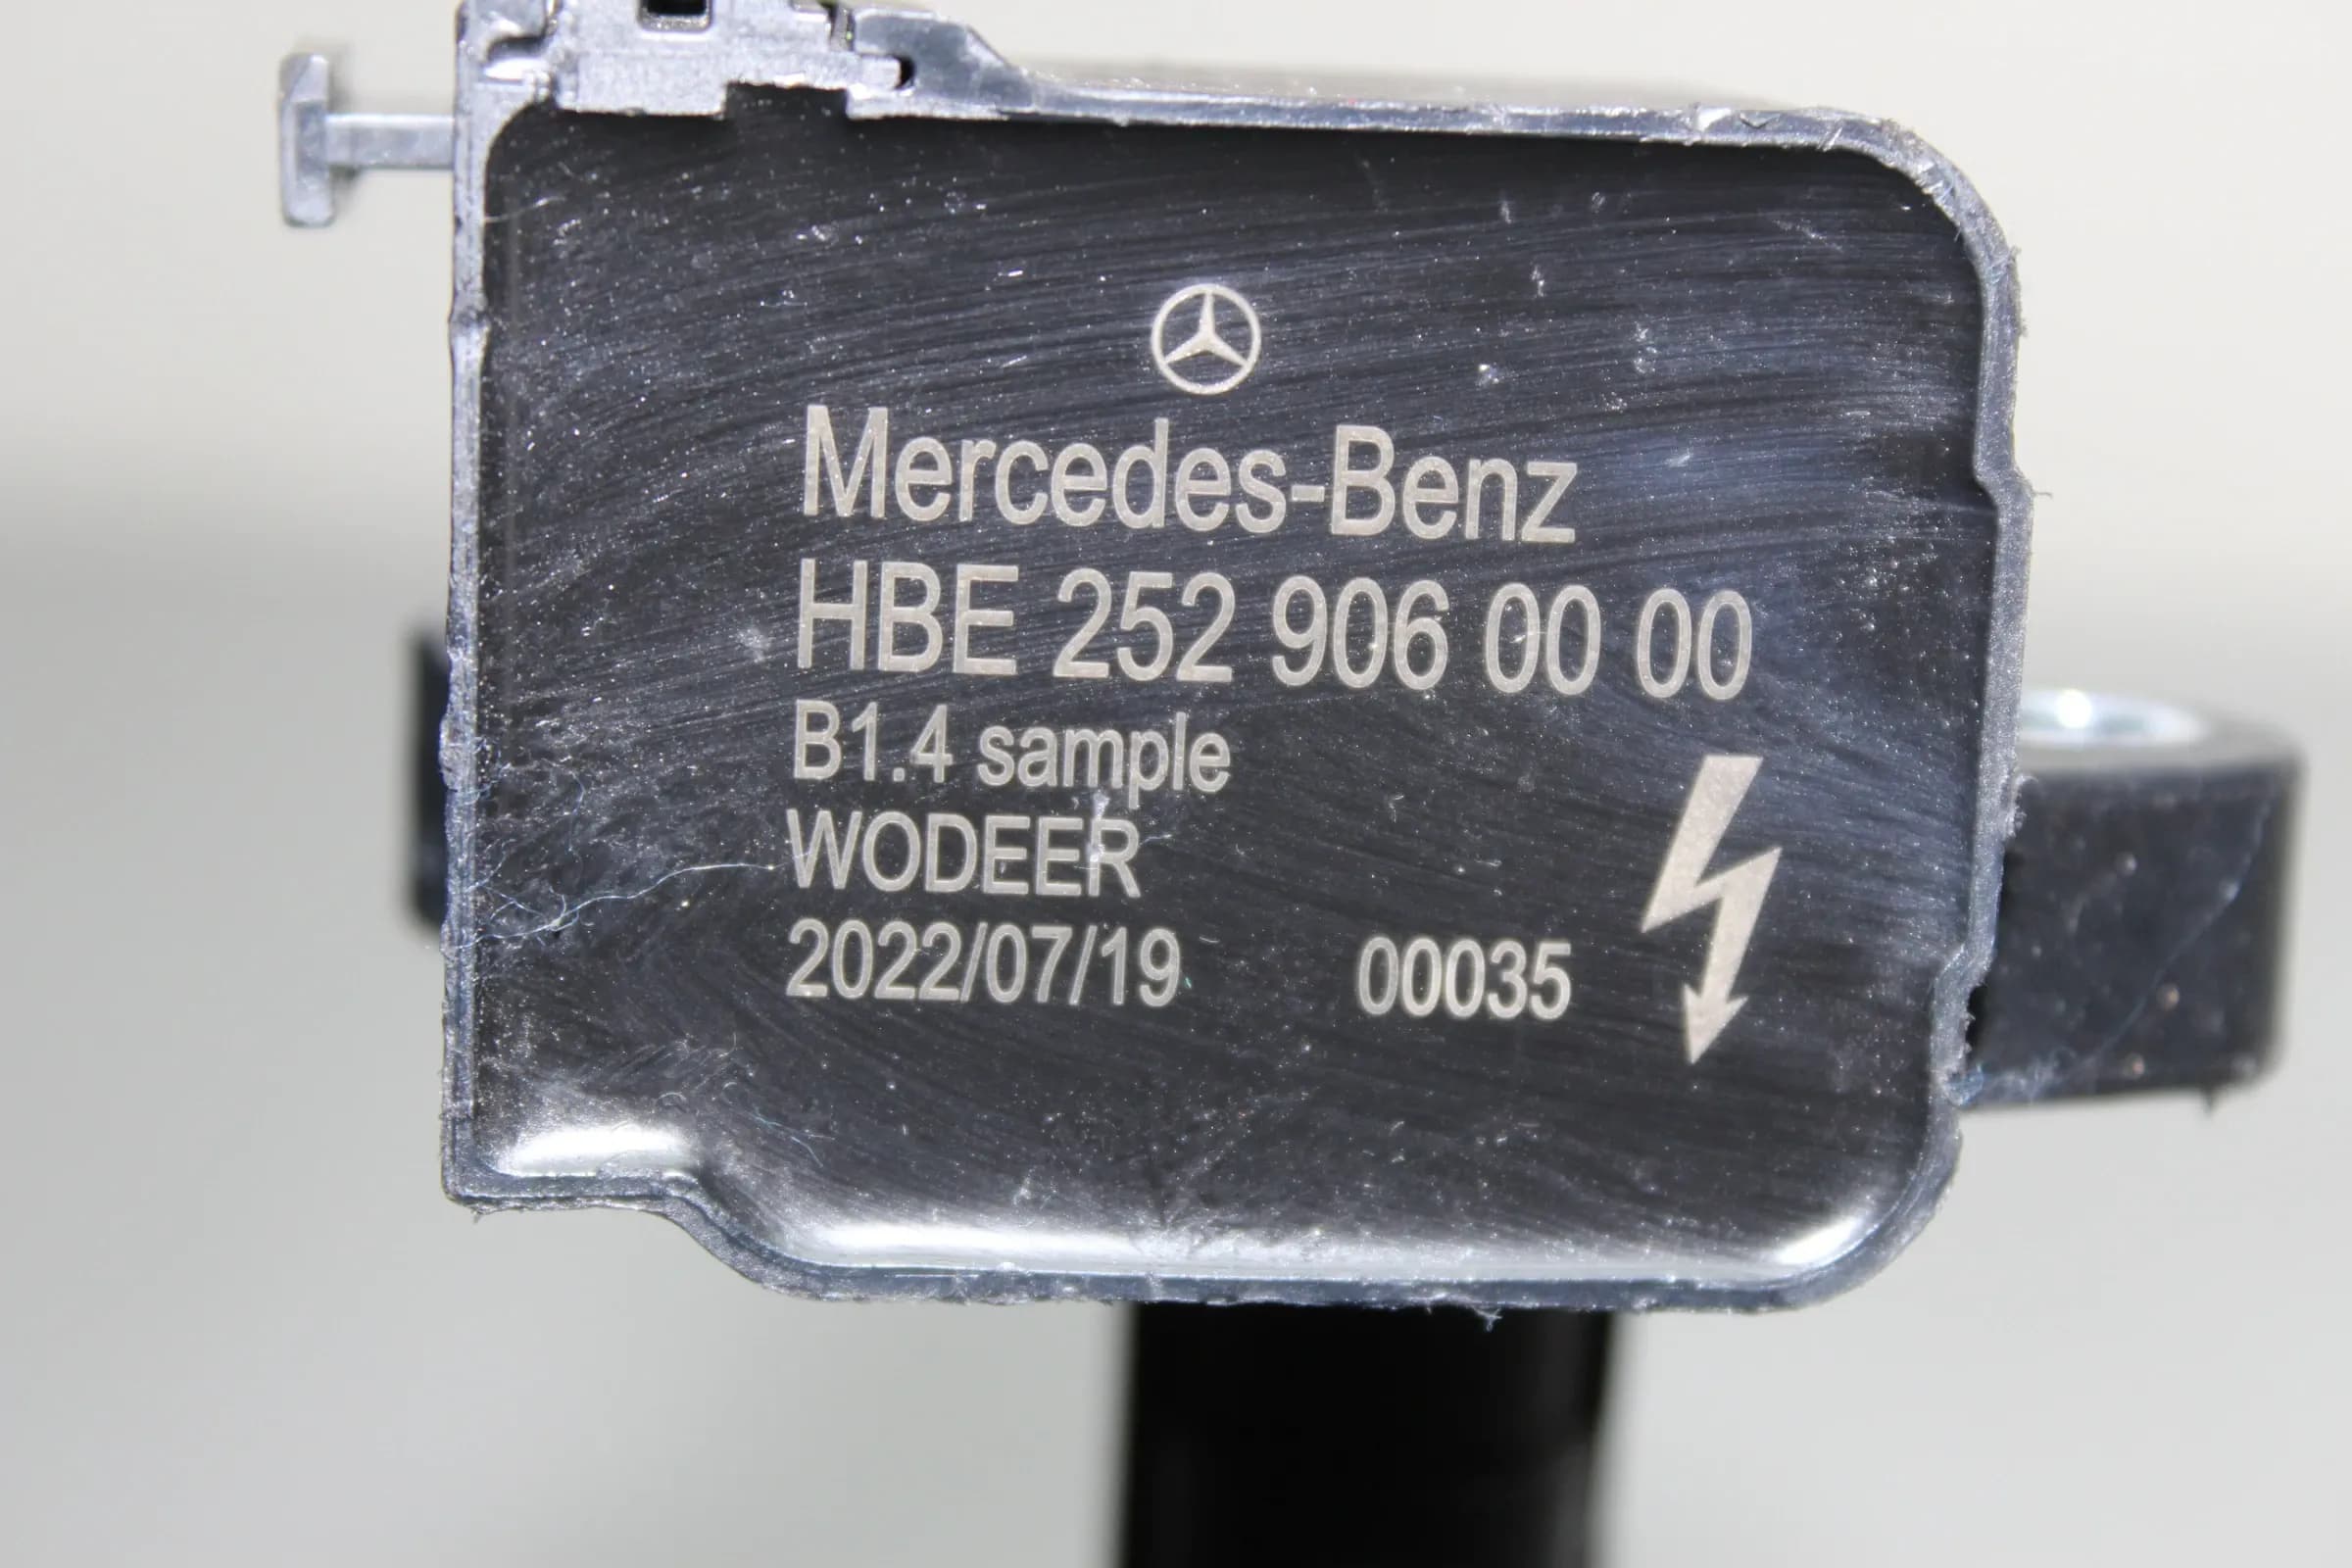 Mercedes-Benz
HBE 252 906 00 00
B1.4 sample
WODEER
2022/07/19 00035